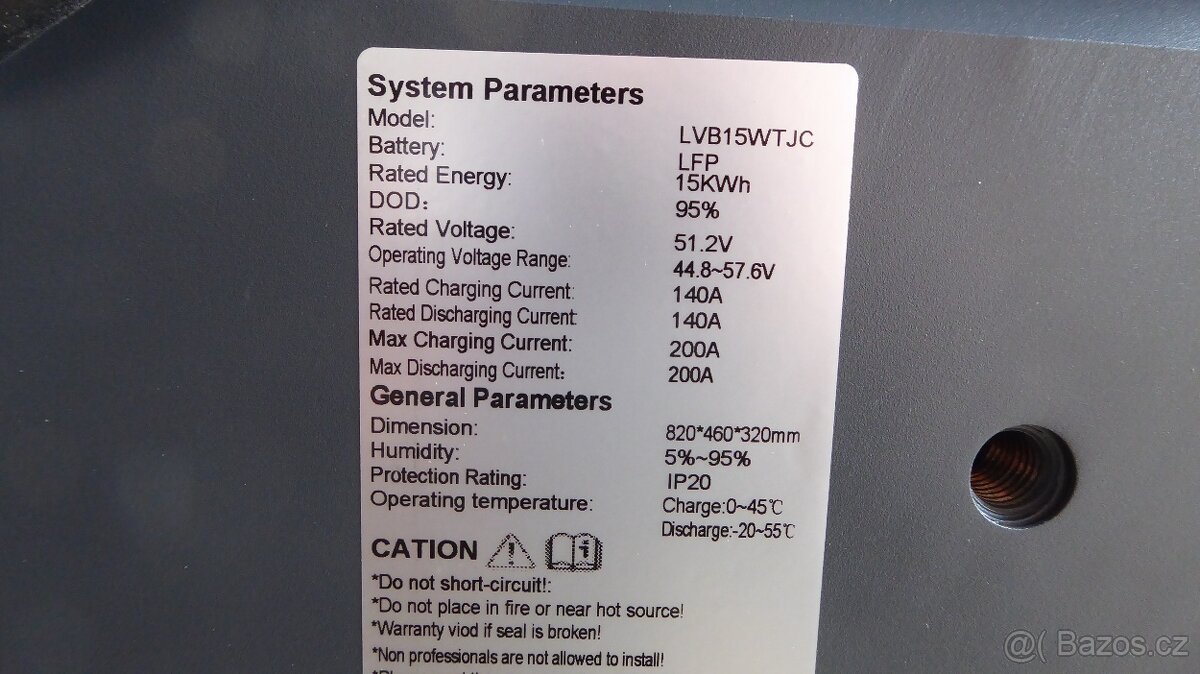 System Parameters
Model: LVB15WTJC
Battery: LFP
Rated Energy: 15KWh
DOD: 95%
Rated Voltage: 51.2V
Operating Voltage Range: 44.8~57.6V
Rated Charging Current: 140A
Rated Discharging Current: 140A
Max Charging Current: 200A
Max Discharging Current: 200A
General Parameters
Dimension: 820*460*320mm
Humidity: 5%~95%
Protection Rating: IP20
Operating temperature: Charge:0~45℃
Discharge:-20~55℃
CATION
*Do not short-circuit!:
*Do not place in fire or near hot source!
*Warranty viod if seal is broken!
*Non professionals are not allowed to install!
@( Bazos.cz